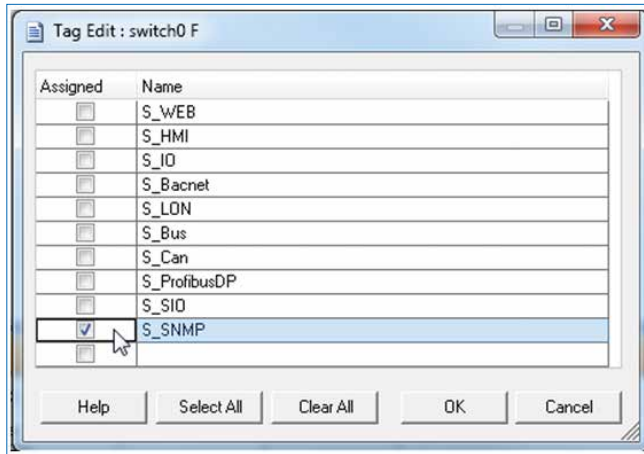 Tag Edit : switch0 F
Assigned Name
S_WEB
S_HMI
S_IO
S_Bacnet
S_LON
S_Bus
S_Can
S_ProfibusDP
S_SIO
S_SNMP
Help Select All Clear All OK Cancel